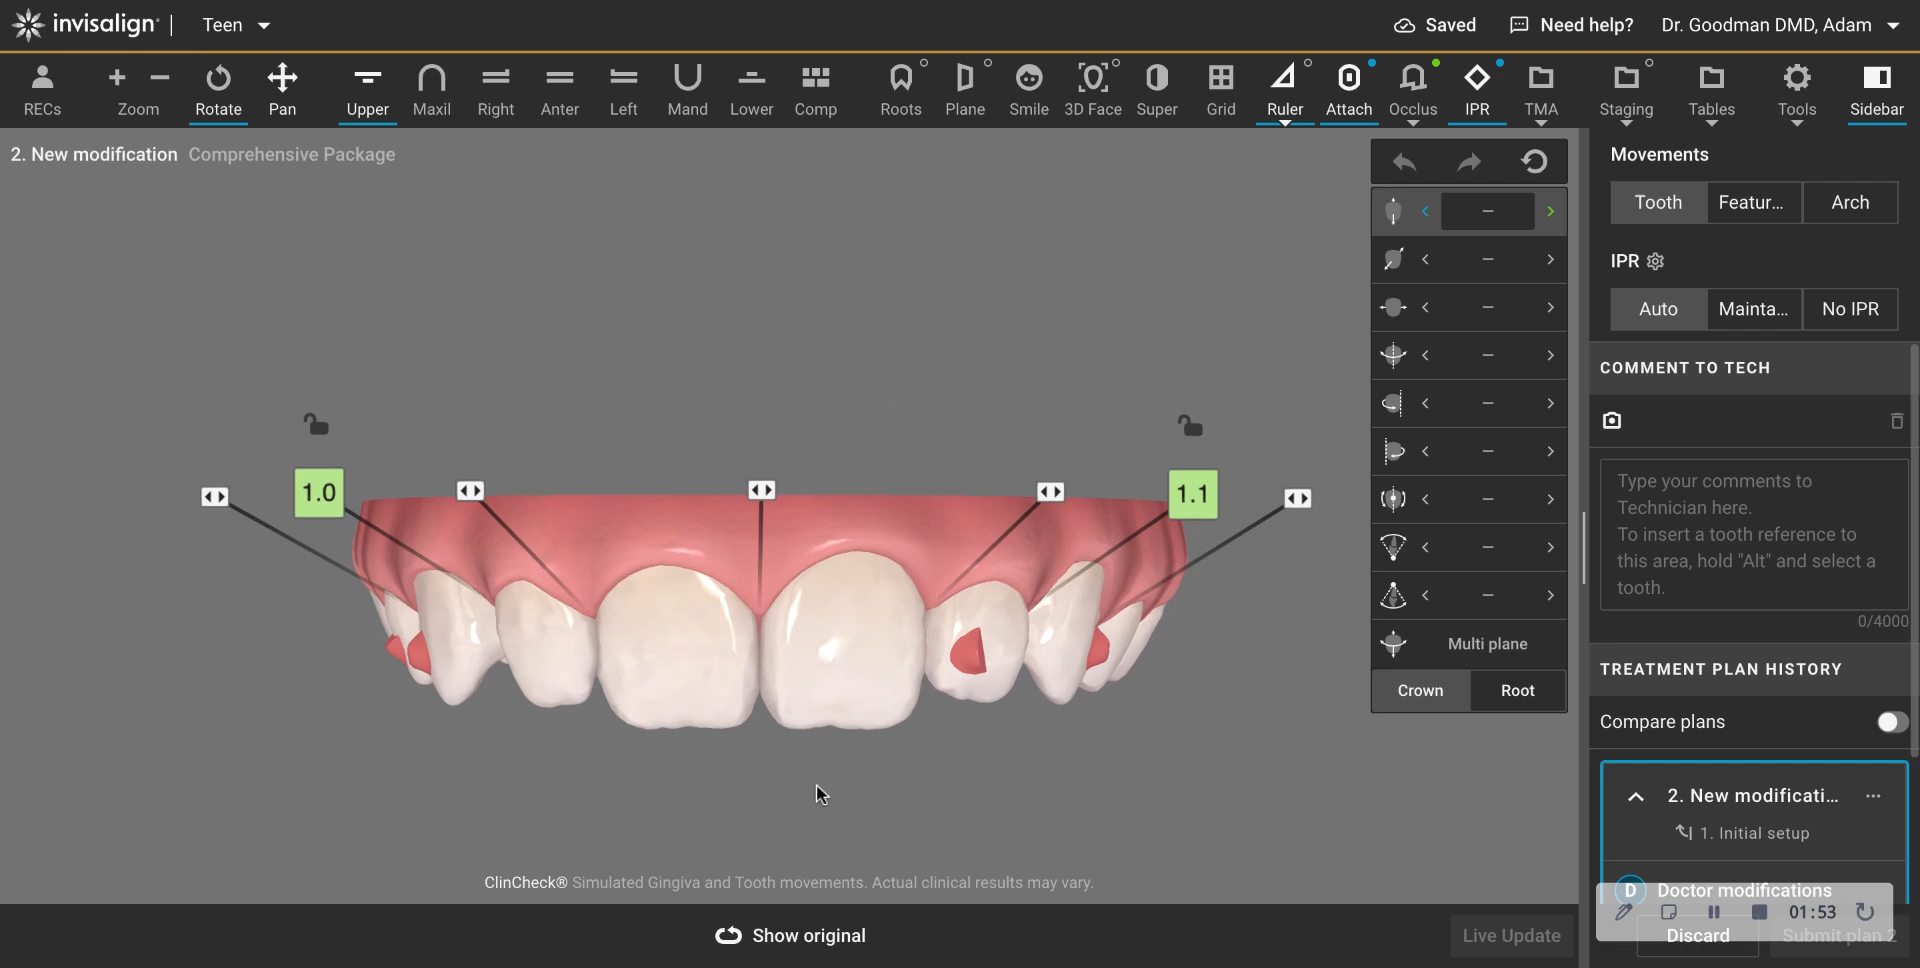 invisalign Teen Saved Need help? Dr. Goodman DMD, Adam
RECs Zoom Rotate Pan Upper Maxil Right Anter Left Mand Lower Comp Roots Plane Smile 3D Face Super Grid Ruler Attach Occlus IPR TMA Staging Tables Tools Sidebar
2. New modification Comprehensive Package
Movements
Tooth Featur... Arch
IPR
Auto Mainta... No IPR
COMMENT TO TECH
Type your comments to
Technician here.
To insert a tooth reference to
this area, hold "Alt" and select a
tooth.
0/4000
1.0
1.1
Multi plane
Crown Root
TREATMENT PLAN HISTORY
Compare plans
2. New modificati...
1. Initial setup
D Doctor modifications
01:53
ClinCheck® Simulated Gingiva and Tooth movements. Actual clinical results may vary.
Show original
Live Update
Discard
Submit plan 2